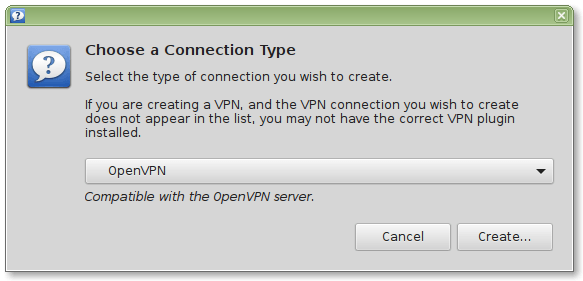 Choose a Connection Type
Select the type of connection you wish to create.
If you are creating a VPN, and the VPN connection you wish to create
does not appear in the list, you may not have the correct VPN plugin
installed.
OpenVPN
Compatible with the OpenVPN server.
Cancel
Create...